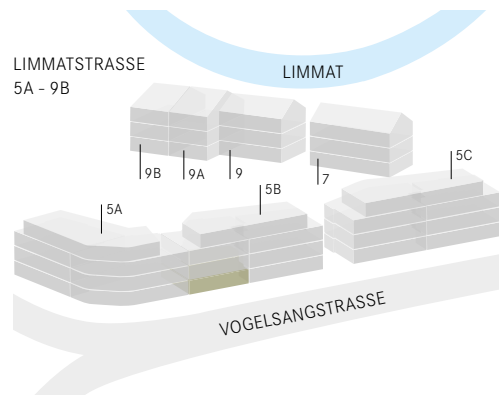 LIMMATSTRASSE
5A - 9B
LIMMAT
9B
9A
9
7
5C
5B
5A
VOGELSANGSTRASSE